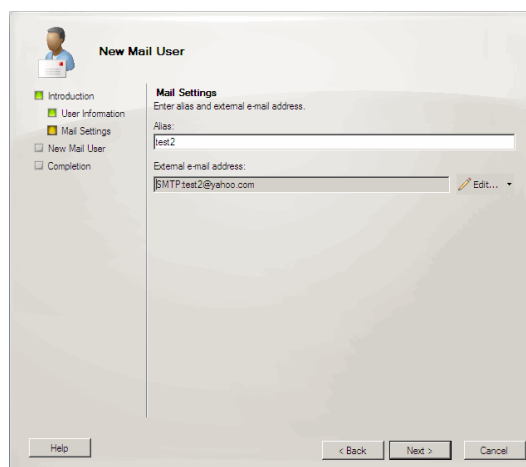 New Mail User
Introduction
User Information
Mail Settings
New Mail User
Completion
Mail Settings
Enter alias and external e-mail address.
Alias:
test2
External e-mail address:
SMTP:test2@yahoo.com
Edit...
Help
< Back
Next >
Cancel